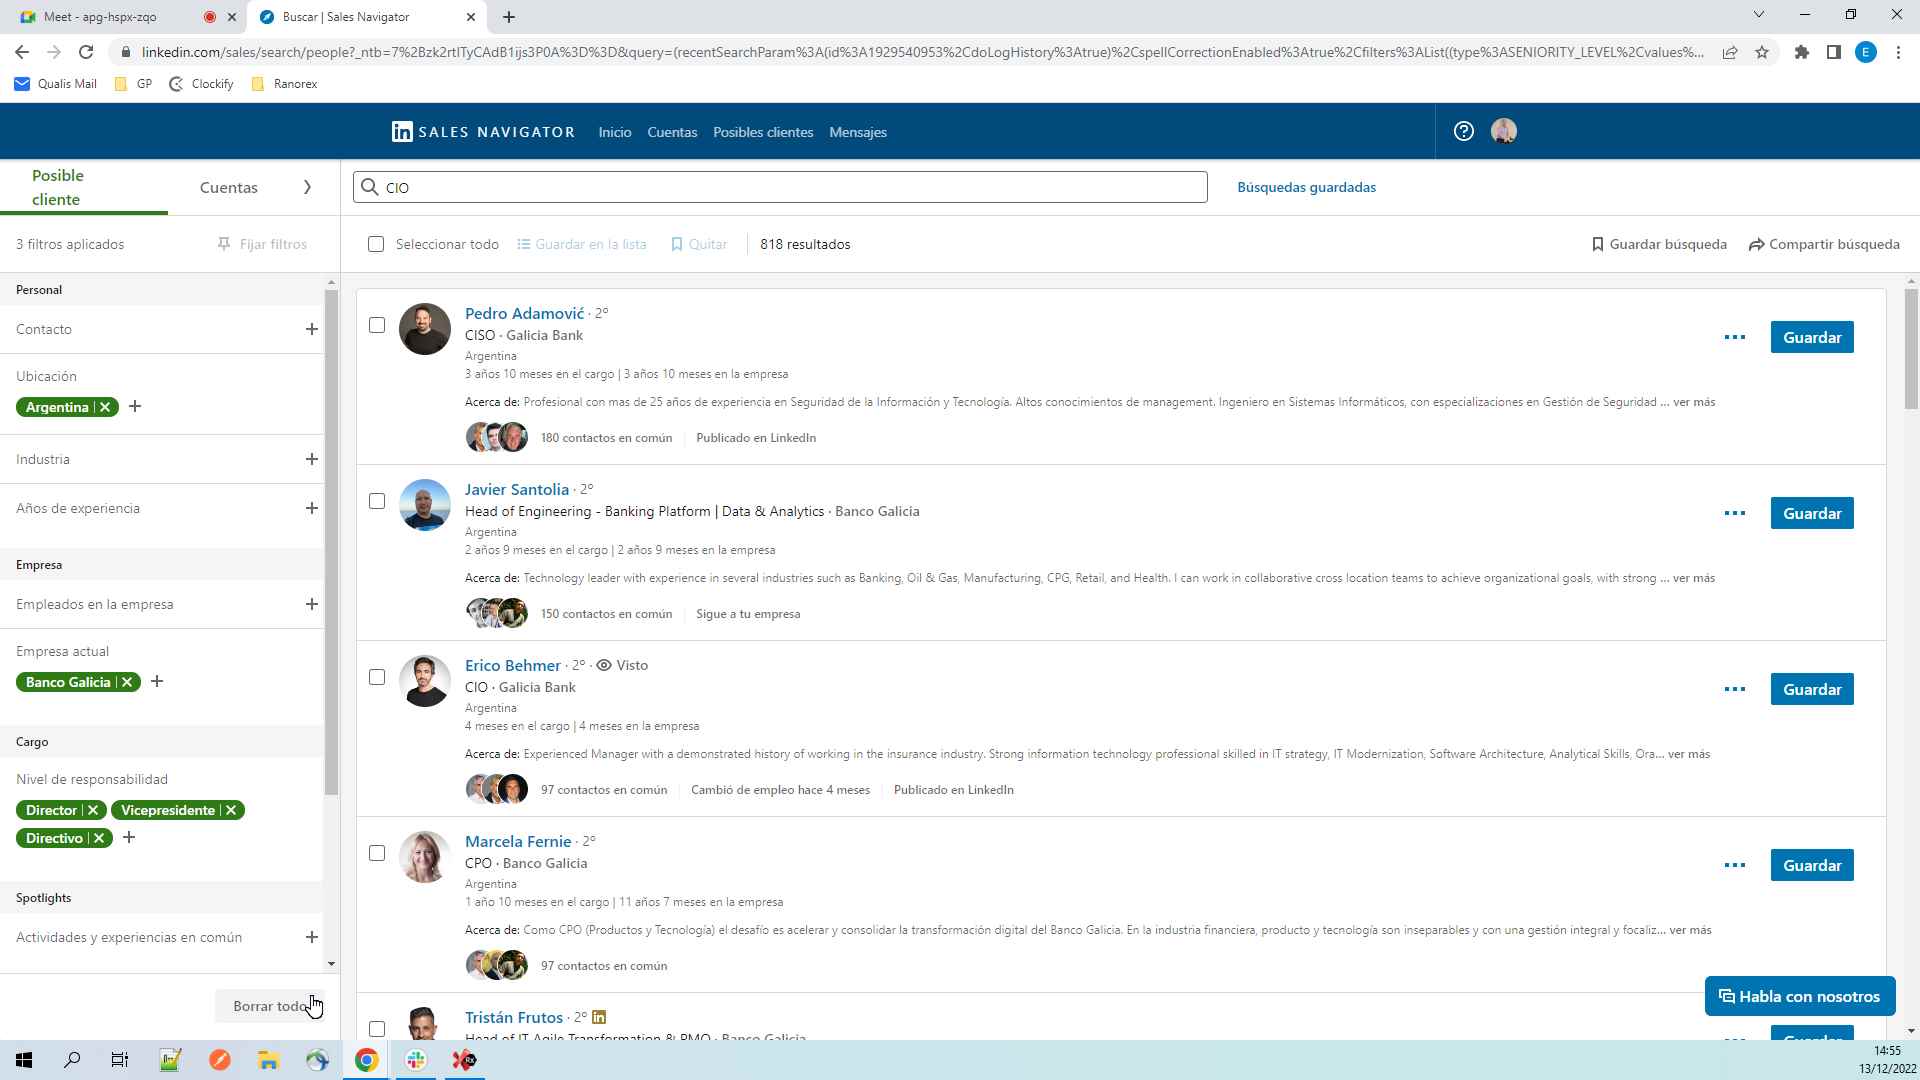 Meet - apg-hspx-zqo
Buscar | Sales Navigator
linkedin.com/sales/search/people?_ntb=7%2Bzk2rtITyCAdB1ijs3P0A%3D%3D&query=(recentSearchParam%3A(id%3A1929540953%2CdoLogHistory%3Atrue)%2CspellCorrectionEnabled%3Atrue%2Cfilters%3AList((type%3ASENIORITY_LEVEL%2Cvalues%...
E
Qualis Mail
GP
Clockify
Ranorex
in SALES NAVIGATOR
Inicio
Cuentas
Posibles clientes
Mensajes
Posible cliente
Cuentas
CIO
Búsquedas guardadas
3 filtros aplicados
Fijar filtros
Seleccionar todo
Guardar en la lista
Quitar
818 resultados
Guardar búsqueda
Compartir búsqueda
Personal
Contacto
Ubicación
Argentina
Industria
Años de experiencia
Empresa
Empleados en la empresa
Empresa actual
Banco Galicia
Cargo
Nivel de responsabilidad
Director
Vicepresidente
Directivo
Spotlights
Actividades y experiencias en común
Borrar todo
Pedro Adamović · 2º
CISO · Galicia Bank
Argentina
3 años 10 meses en el cargo | 3 años 10 meses en la empresa
Acerca de: Profesional con mas de 25 años de experiencia en Seguridad de la Información y Tecnología. Altos conocimientos de management. Ingeniero en Sistemas Informáticos, con especializaciones en Gestión de Seguridad ... ver más
180 contactos en común
Publicado en LinkedIn
Guardar
Javier Santolia · 2º
Head of Engineering - Banking Platform | Data & Analytics · Banco Galicia
Argentina
2 años 9 meses en el cargo | 2 años 9 meses en la empresa
Acerca de: Technology leader with experience in several industries such as Banking, Oil & Gas, Manufacturing, CPG, Retail, and Health. I can work in collaborative cross location teams to achieve organizational goals, with strong ... ver más
150 contactos en común
Sigue a tu empresa
Guardar
Erico Behmer · 2º · Visto
CIO · Galicia Bank
Argentina
4 meses en el cargo | 4 meses en la empresa
Acerca de: Experienced Manager with a demonstrated history of working in the insurance industry. Strong information technology professional skilled in IT strategy, IT Modernization, Software Architecture, Analytical Skills, Ora... ver más
97 contactos en común
Cambió de empleo hace 4 meses
Publicado en LinkedIn
Guardar
Marcela Fernie · 2º
CPO · Banco Galicia
Argentina
1 año 10 meses en el cargo | 11 años 7 meses en la empresa
Acerca de: Como CPO (Productos y Tecnología) el desafío es acelerar y consolidar la transformación digital del Banco Galicia. En la industria financiera, producto y tecnología son inseparables y con una gestión integral y focaliz... ver más
97 contactos en común
Guardar
Habla con nosotros
Tristán Frutos · 2º in
Head of IT Agile Transformation & PMO · Banco Galicia
Guardar
14:55
13/12/2022